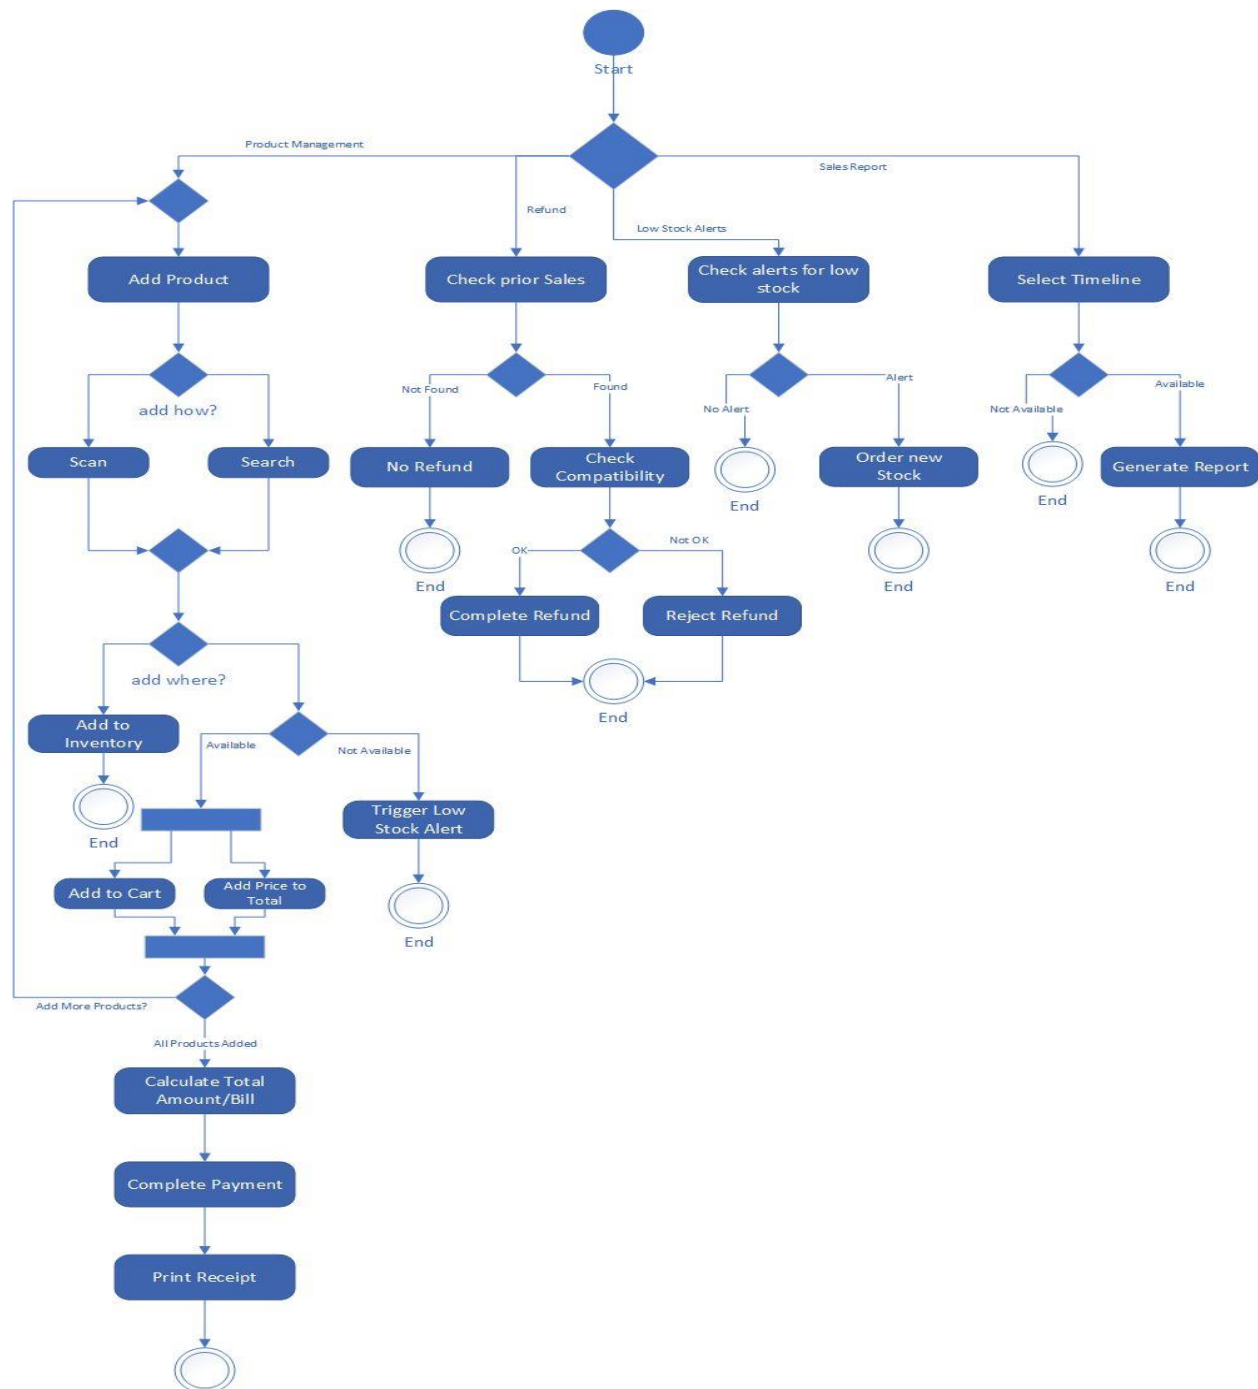 Start
Product Management
Sales Report
Refund
Low Stock Alerts
Add Product
Check prior Sales
Check alerts for low
stock
Select Timeline
Not Found
Found
No Alert
Alert
Not Available
Available
add how?
Scan
Search
No Refund
Check
Compatibility
End
Order new
Stock
End
Generate Report
End
End
End
OK
Not OK
Complete Refund
Reject Refund
End
add where?
Add to
Inventory
Available
Not Available
End
Trigger Low
Stock Alert
Add to Cart
Add Price to
Total
End
Add More Products?
All Products Added
Calculate Total
Amount/Bill
Complete Payment
Print Receipt